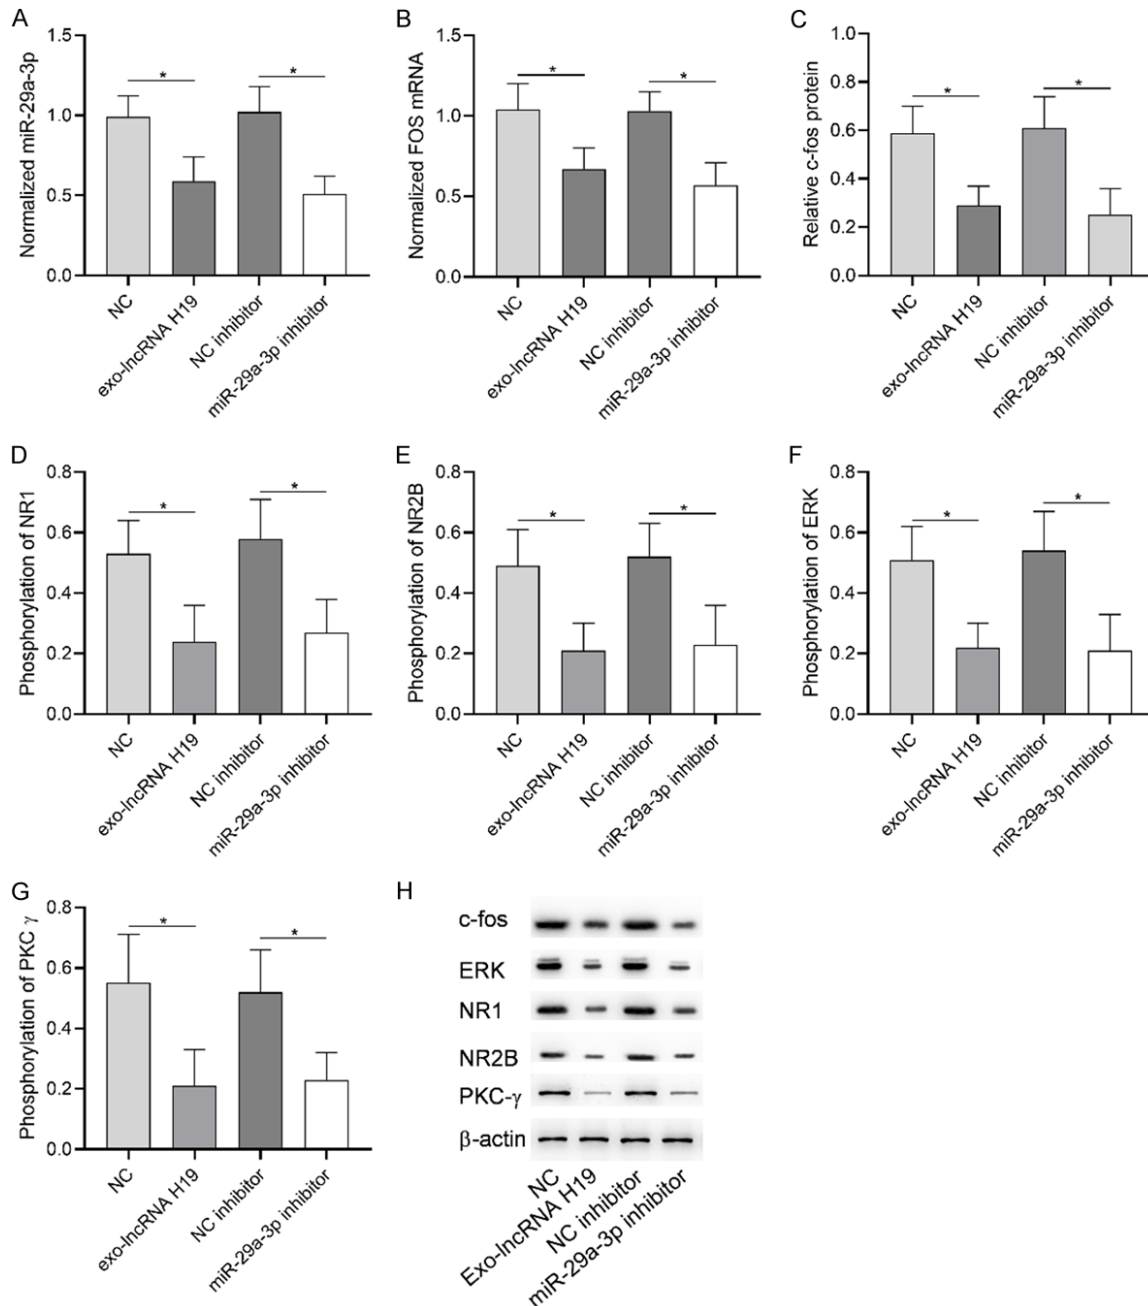 A
Normalized miR-29a-3p
1.5
1.0
0.5
0.0
*
*
NC
exo-lncRNA H19
NC inhibitor
miR-29a-3p inhibitor
B
Normalized FOS mRNA
1.5
1.0
0.5
0.0
*
*
NC
exo-lncRNA H19
NC inhibitor
miR-29a-3p inhibitor
C
Relative c-fos protein
1.0
0.8
0.6
0.4
0.2
0.0
*
*
NC
exo-lncRNA H19
NC inhibitor
miR-29a-3p inhibitor
D
Phosphorylation of NR1
0.8
0.6
0.4
0.2
0.0
*
*
NC
exo-lncRNA H19
NC inhibitor
miR-29a-3p inhibitor
E
Phosphorylation of NR2B
0.8
0.6
0.4
0.2
0.0
*
*
NC
exo-lncRNA H19
NC inhibitor
miR-29a-3p inhibitor
F
Phosphorylation of ERK
0.8
0.6
0.4
0.2
0.0
*
*
NC
exo-lncRNA H19
NC inhibitor
miR-29a-3p inhibitor
G
Phosphorylation of PKC γ
0.8
0.6
0.4
0.2
0.0
*
*
NC
exo-lncRNA H19
NC inhibitor
miR-29a-3p inhibitor
H
c-fos
ERK
NR1
NR2B
PKC-γ
β-actin
NC
Exo-lncRNA H19
NC inhibitor
miR-29a-3p inhibitor